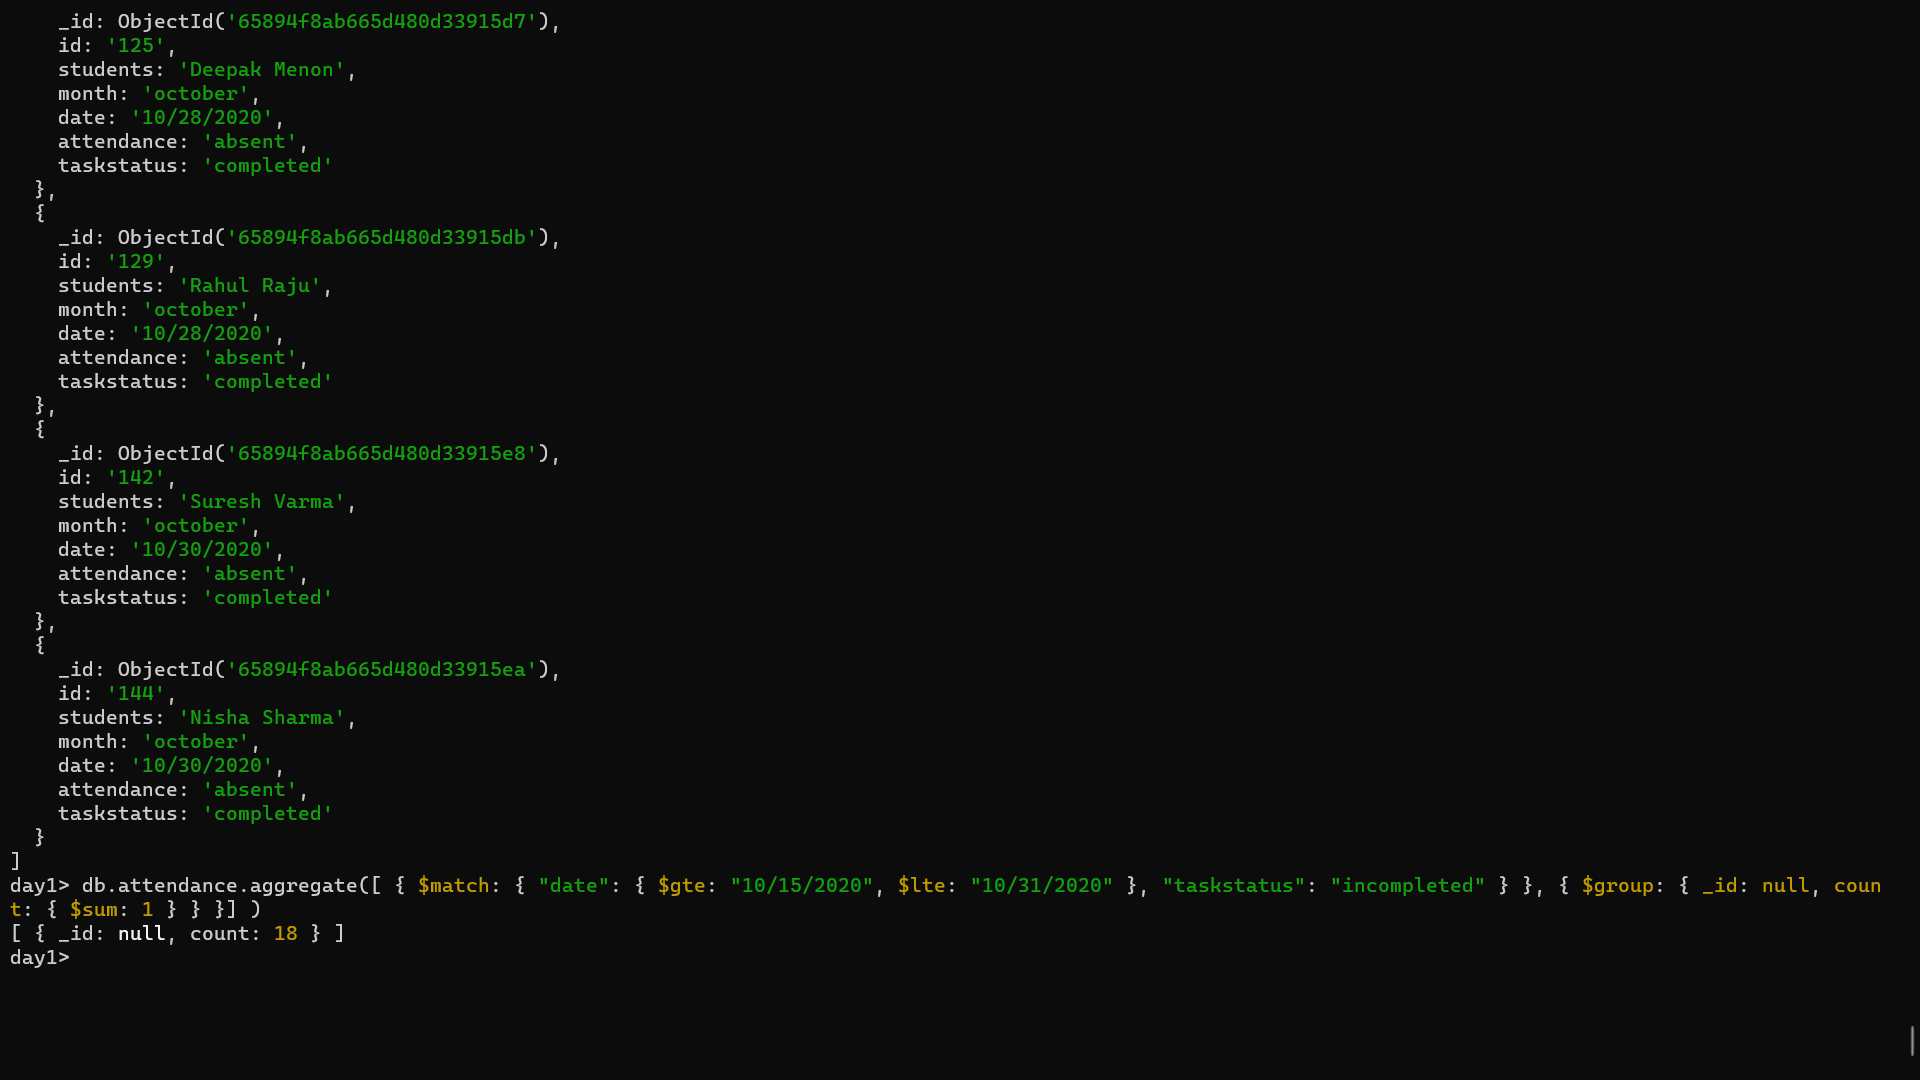 _id: ObjectId('65894f8ab665d480d33915d7'),
id: '125',
students: 'Deepak Menon',
month: 'october',
date: '10/28/2020',
attendance: 'absent',
taskstatus: 'completed'
},
{
_id: ObjectId('65894f8ab665d480d33915db'),
id: '129',
students: 'Rahul Raju',
month: 'october',
date: '10/28/2020',
attendance: 'absent',
taskstatus: 'completed'
},
{
_id: ObjectId('65894f8ab665d480d33915e8'),
id: '142',
students: 'Suresh Varma',
month: 'october',
date: '10/30/2020',
attendance: 'absent',
taskstatus: 'completed'
},
{
_id: ObjectId('65894f8ab665d480d33915ea'),
id: '144',
students: 'Nisha Sharma',
month: 'october',
date: '10/30/2020',
attendance: 'absent',
taskstatus: 'completed'
}
]
day1> db.attendance.aggregate([ { $match: { "date": { $gte: "10/15/2020", $lte: "10/31/2020" }, "taskstatus": "incompleted" } }, { $group: { _id: null, coun
t: { $sum: 1 } } }] )
[ { _id: null, count: 18 } ]
day1>